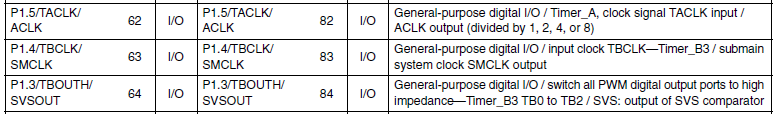 P1.5/TACLK/ 62 I/O P1.5/TACLK/ 82 I/O General-purpose digital I/O / Timer_A, clock signal TACLK input /
ACLK ACLK ACLK output (divided by 1, 2, 4, or 8)
P1.4/TBCLK/ 63 I/O P1.4/TBCLK/ 83 I/O General-purpose digital I/O / input clock TBCLK—Timer_B3 / submain
SMCLK SMCLK system clock SMCLK output
P1.3/TBOUTH/ 64 I/O P1.3/TBOUTH/ 84 I/O General-purpose digital I/O / switch all PWM digital output ports to high
SVSOUT SVSOUT impedance—Timer_B3 TB0 to TB2 / SVS: output of SVS comparator